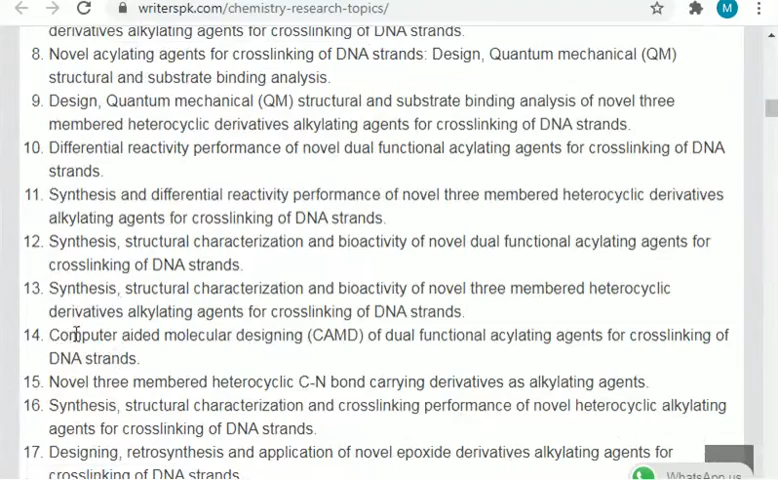 writerspk.com/chemistry-research-topics/
M
derivatives alkylating agents for crosslinking of DNA strands.
8. Novel acylating agents for crosslinking of DNA strands: Design, Quantum mechanical (QM)
structural and substrate binding analysis.
9. Design, Quantum mechanical (QM) structural and substrate binding analysis of novel three
membered heterocyclic derivatives alkylating agents for crosslinking of DNA strands.
10. Differential reactivity performance of novel dual functional acylating agents for crosslinking of DNA
strands.
11. Synthesis and differential reactivity performance of novel three membered heterocyclic derivatives
alkylating agents for crosslinking of DNA strands.
12. Synthesis, structural characterization and bioactivity of novel dual functional acylating agents for
crosslinking of DNA strands.
13. Synthesis, structural characterization and bioactivity of novel three membered heterocyclic
derivatives alkylating agents for crosslinking of DNA strands.
14. Computer aided molecular designing (CAMD) of dual functional acylating agents for crosslinking of
DNA strands.
15. Novel three membered heterocyclic C-N bond carrying derivatives as alkylating agents.
16. Synthesis, structural characterization and crosslinking performance of novel heterocyclic alkylating
agents for crosslinking of DNA strands.
17. Designing, retrosynthesis and application of novel epoxide derivatives alkylating agents for
crosslinking of DNA strands
WhatsApp us